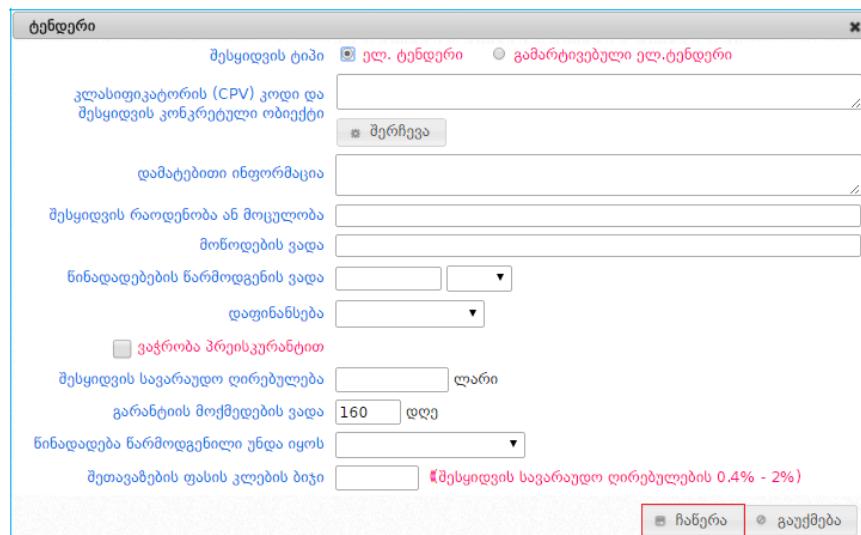 ტენდერი
შესყიდვის ტიპი ელ. ტენდერი გამარტივებული ელ.ტენდერი
კლასიფიკატორის (CPV) კოდი და
შესყიდვის კონკრეტული ობიექტი
შერჩევა
დამატებითი ინფორმაცია
შესყიდვის რაოდენობა ან მოცულობა
მოწოდების ვადა
წინადადებების წარმოდგენის ვადა
დაფინანსება
ვაჭრობა პრეისკურანტით
შესყიდვის სავარაუდო ღირებულება ლარი
გარანტიის მოქმედების ვადა 160 დღე
წინადადება წარმოდგენილი უნდა იყოს
შეთავაზების ფასის კლების ბიჯი (შესყიდვის სავარაუდო ღირებულების 0.4% - 2%)
ჩაწერა გაუქმება